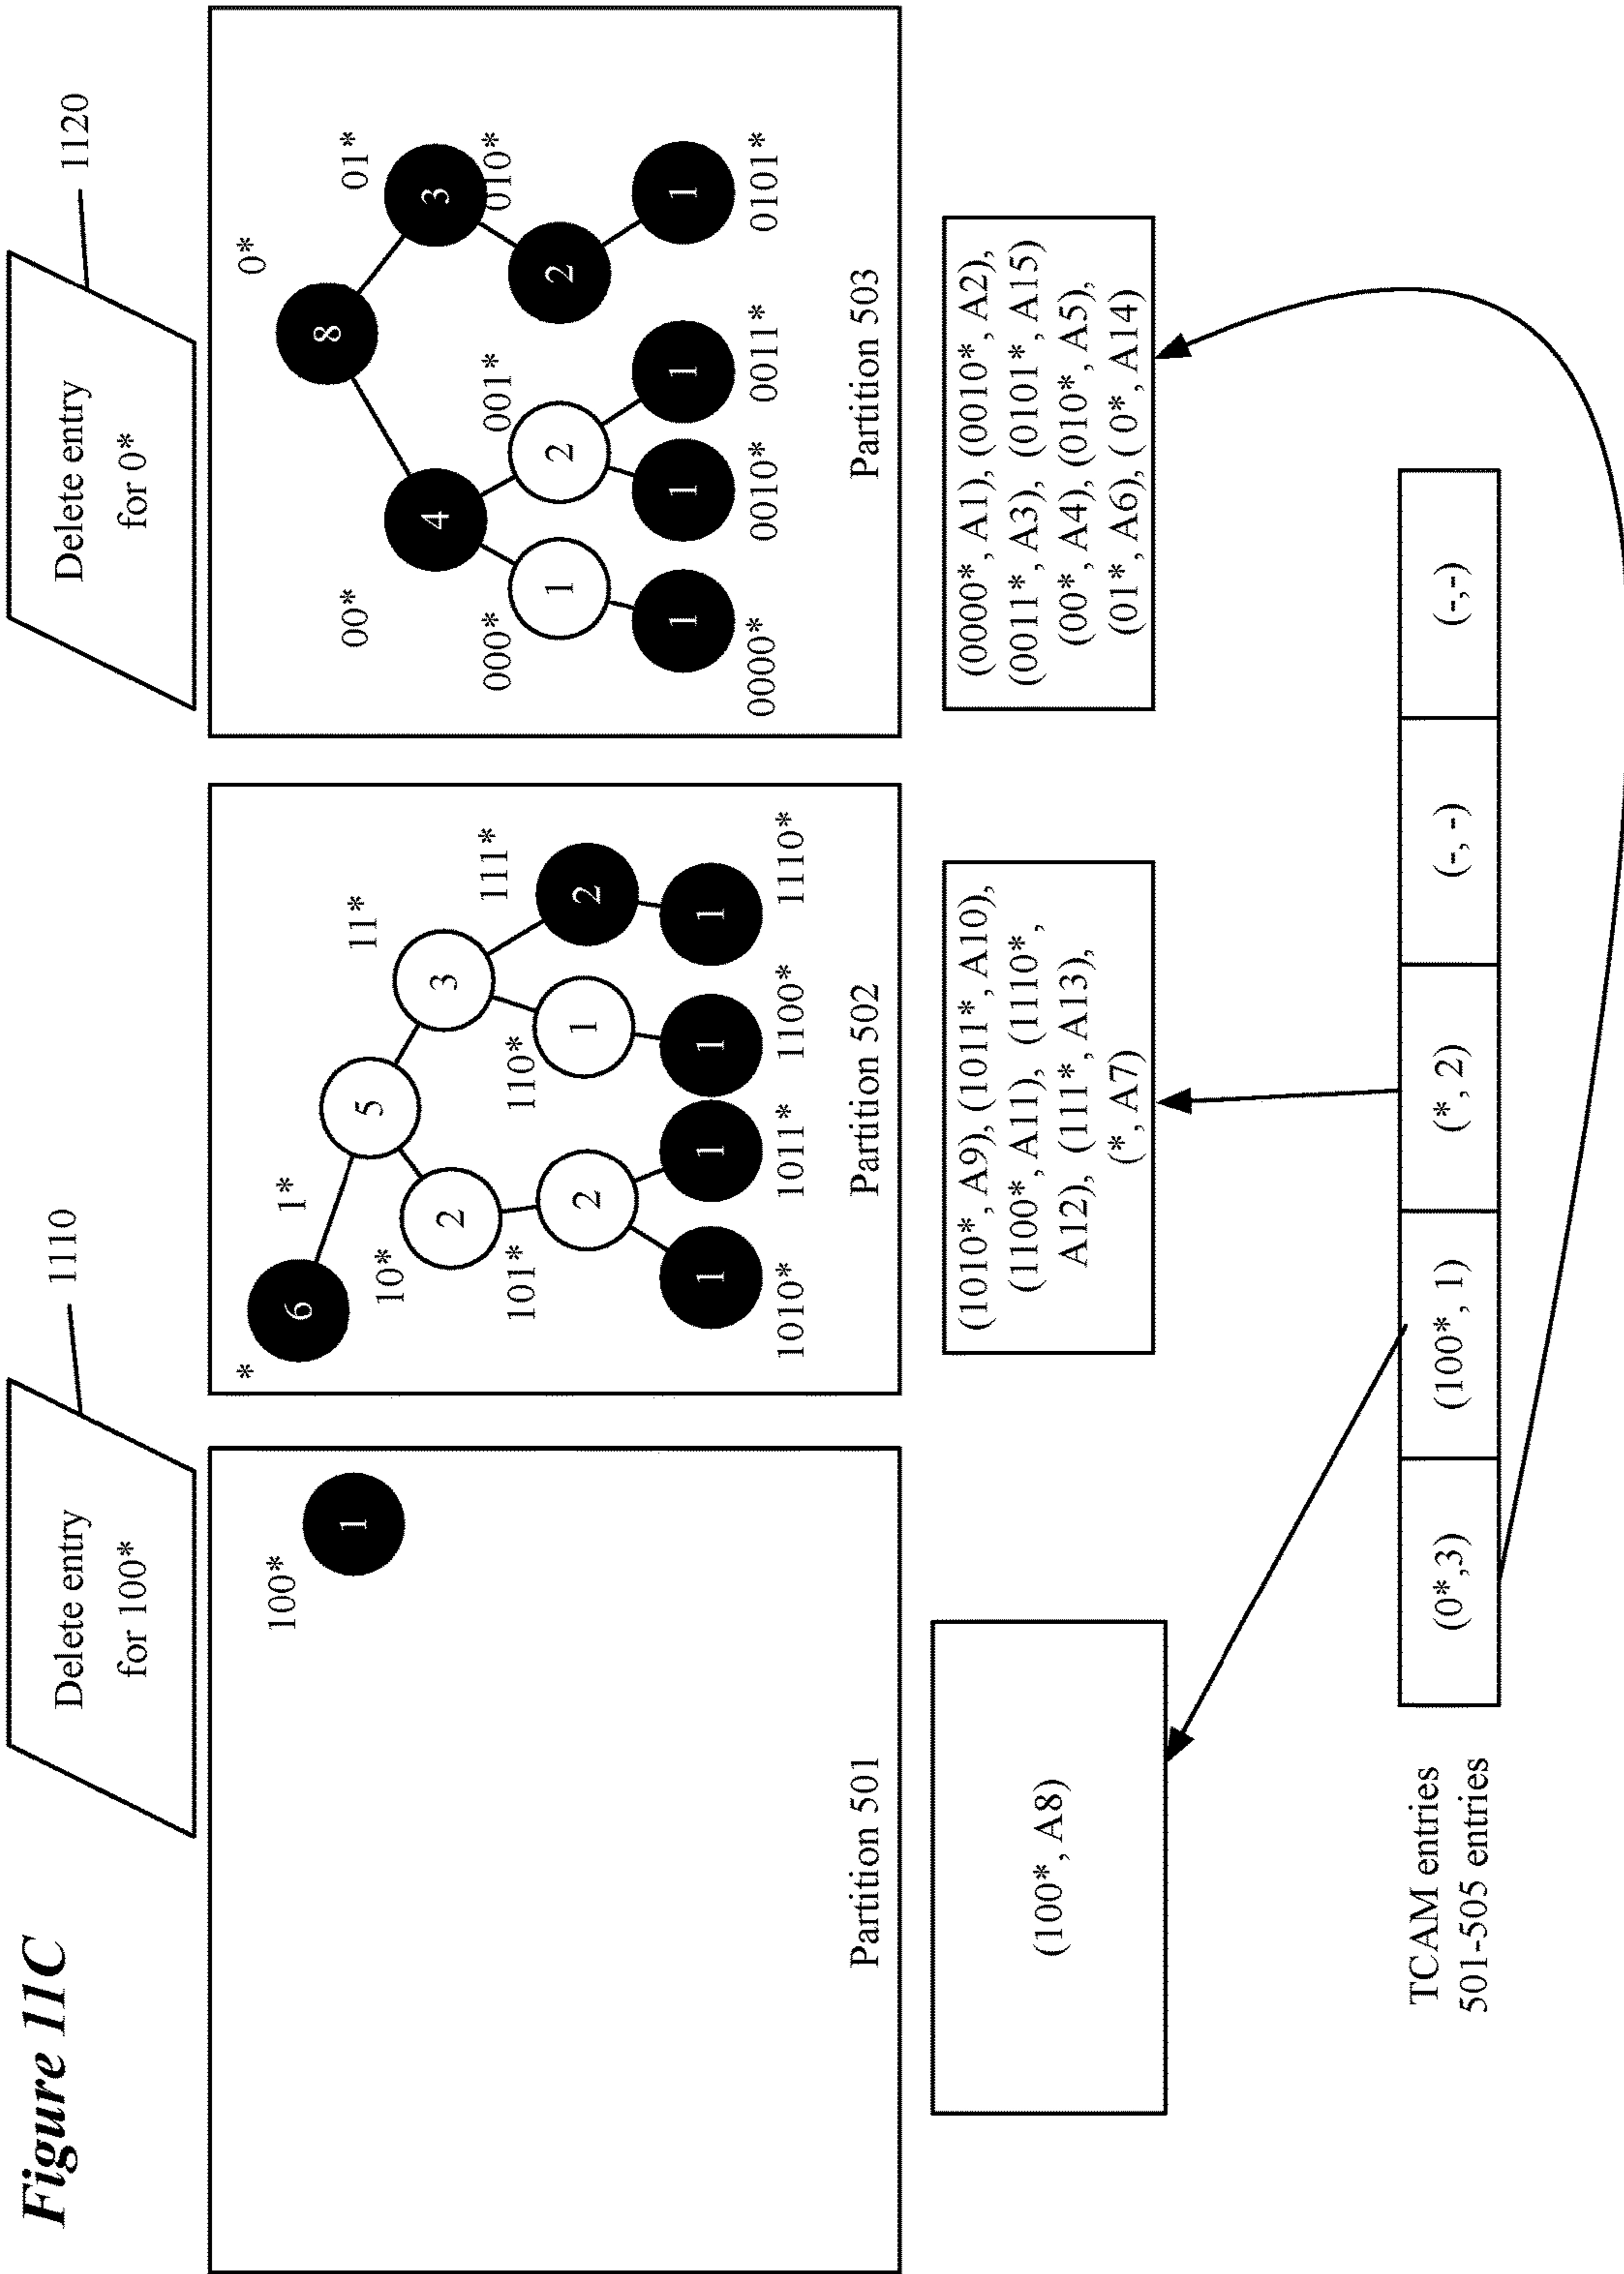 Figure 11C
Delete entry
for 100*
1110
Delete entry
for 0*
1120
100*
1
Partition 501
*
6
1*
5
10*
2
11*
3
101*
2
110*
1
111*
2
1
1
1
1
1010*
1011*
1100*
1110*
Partition 502
0*
8
00*
4
01*
3
000*
1
001*
2
010*
2
1
1
1
1
0000*
0010*
0011*
0101*
Partition 503
(100*, A8)
(1010*, A9), (1011*, A10),
(1100*, A11), (1110*,
A12), (111*, A13),
(*, A7)
(0000*, A1), (0010*, A2),
(0011*, A3), (0101*, A15)
(00*, A4), (010*, A5),
(01*, A6), ( 0*, A14)
TCAM entries
501-505 entries
(0*,3)
(100*, 1)
(*, 2)
(-,-)
(-,-)